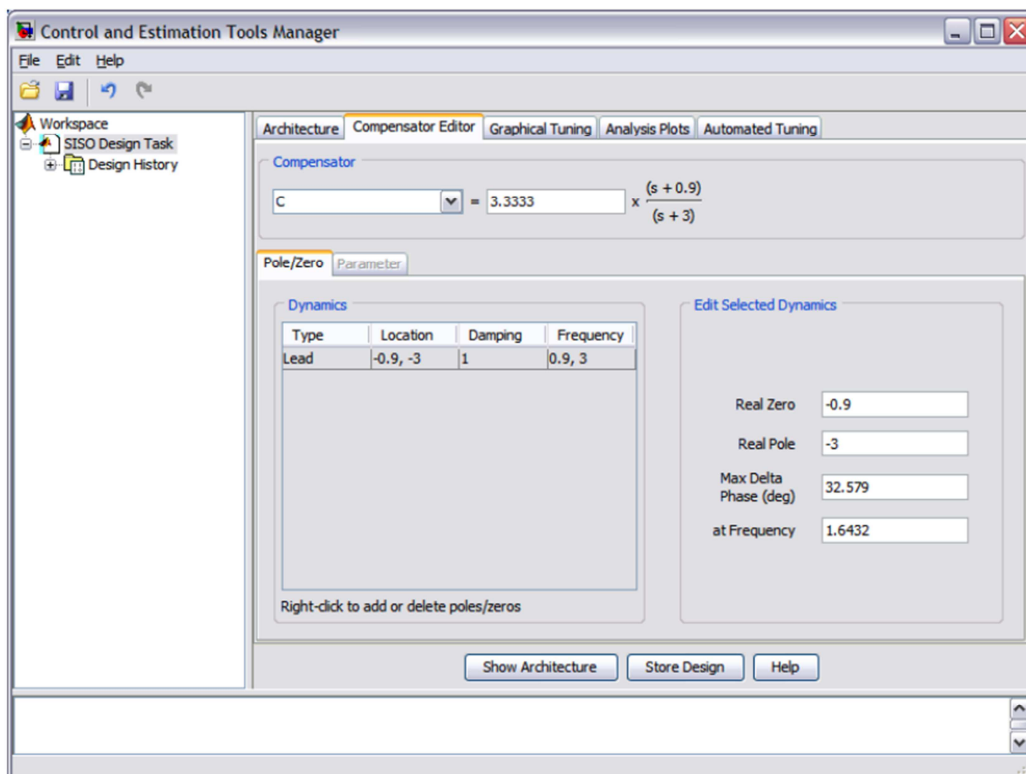 Control and Estimation Tools Manager
File Edit Help
Workspace
SISO Design Task
Design History
Architecture Compensator Editor Graphical Tuning Analysis Plots Automated Tuning
Compensator
C = 3.3333 x (s + 0.9)
(s + 3)
Pole/Zero Parameter
Dynamics
Type Location Damping Frequency
Lead -0.9, -3 1 0.9, 3
Right-click to add or delete poles/zeros
Edit Selected Dynamics
Real Zero -0.9
Real Pole -3
Max Delta
Phase (deg) 32.579
at Frequency 1.6432
Show Architecture Store Design Help